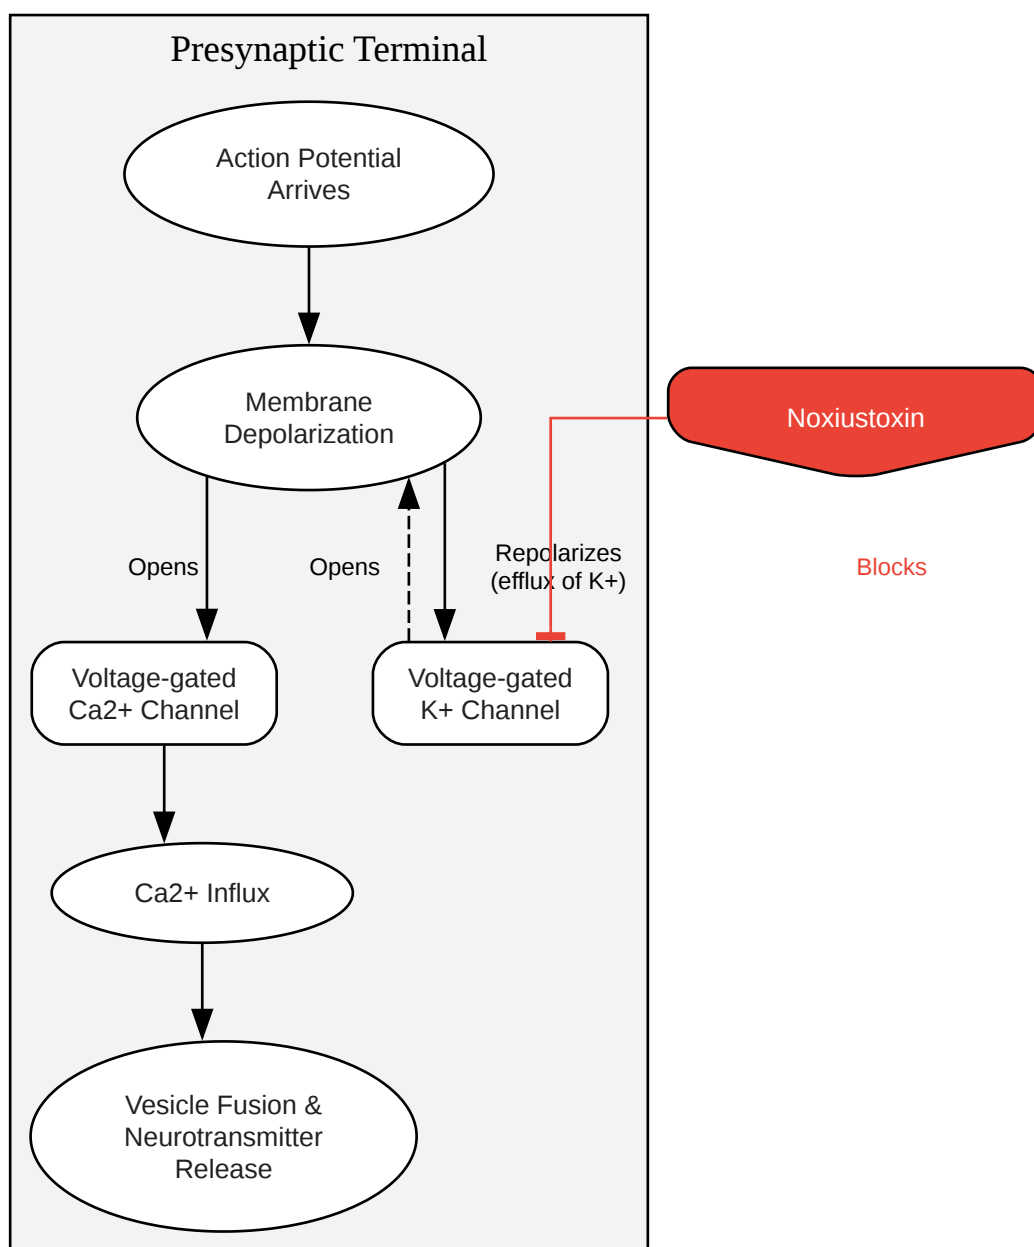 Presynaptic Terminal
Action Potential
Arrives
Membrane
Depolarization
Noxiustoxin
Opens
Opens
Repolarizes
(efflux of K+)
Blocks
Voltage-gated
Ca2+ Channel
Voltage-gated
K+ Channel
Ca2+ Influx
Vesicle Fusion &
Neurotransmitter
Release